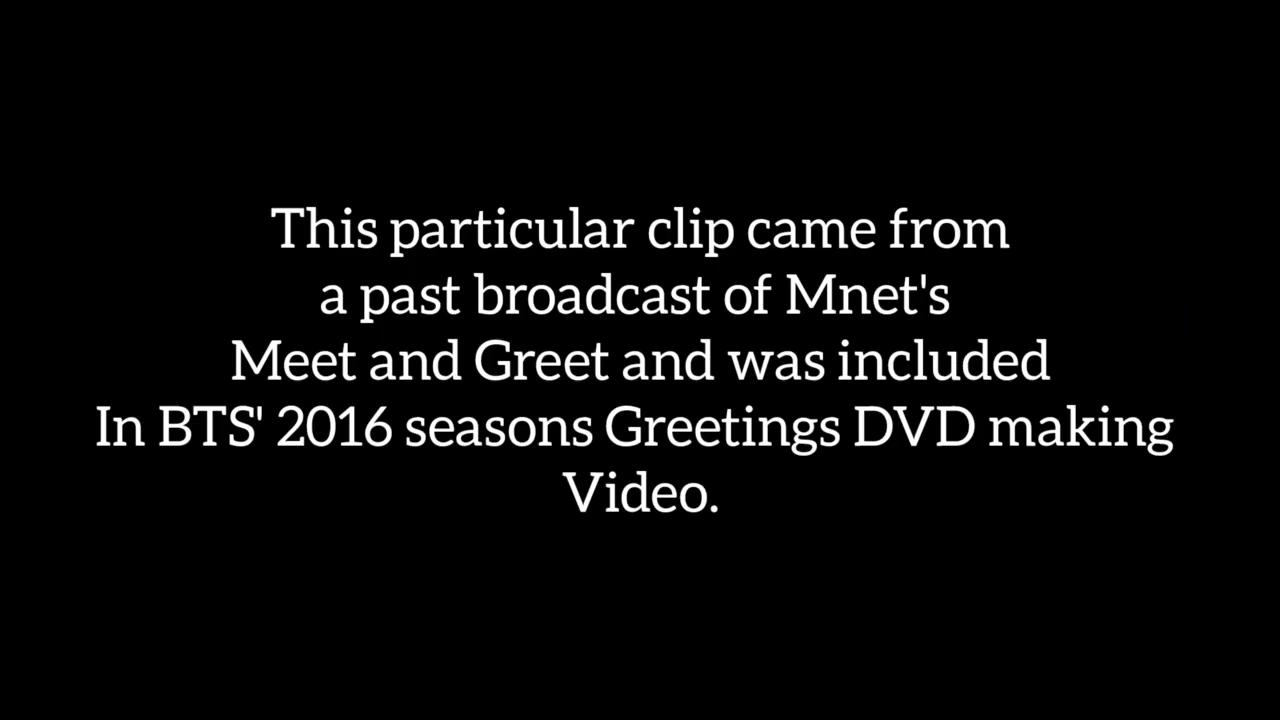 This particular clip came from
a past broadcast of Mnet's
Meet and Greet and was included
In BTS' 2016 seasons Greetings DVD making
Video.